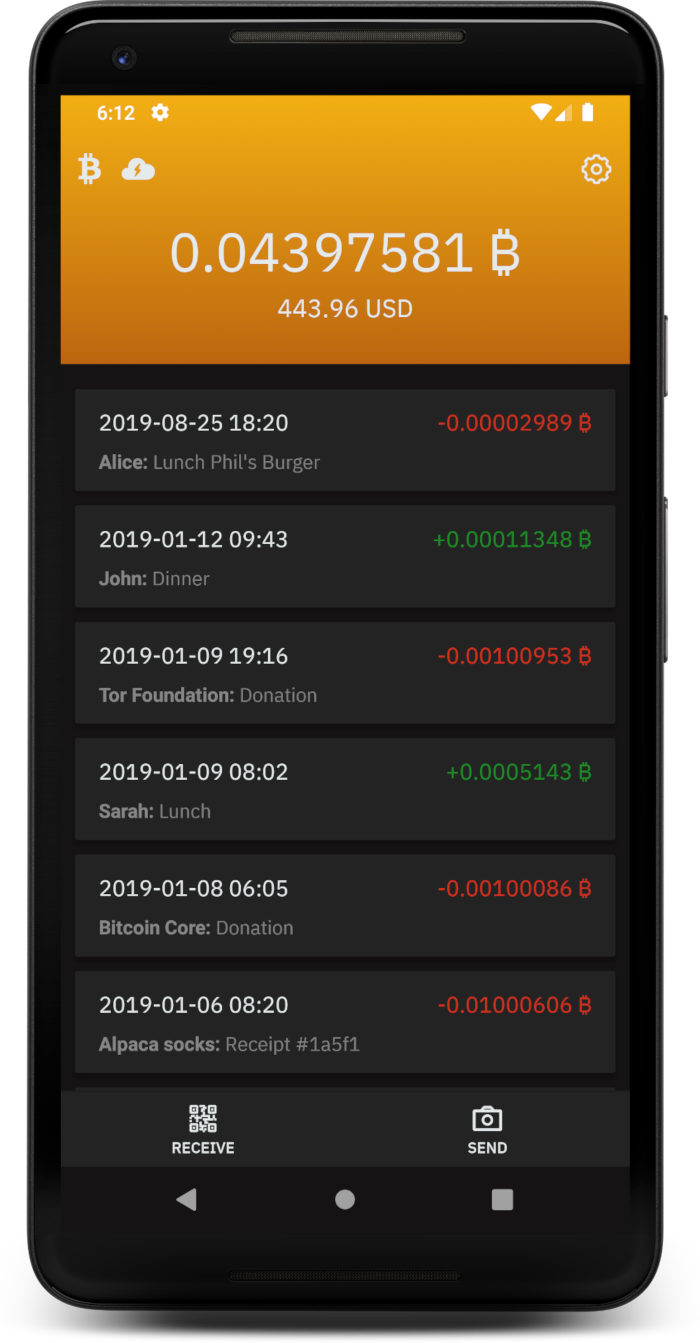 6:12
0.04397581 ₿
443.96 USD
2019-08-25 18:20 -0.00002989 ₿
Alice: Lunch Phil's Burger
2019-01-12 09:43 +0.00011348 ₿
John: Dinner
2019-01-09 19:16 -0.00100953 ₿
Tor Foundation: Donation
2019-01-09 08:02 +0.0005143 ₿
Sarah: Lunch
2019-01-08 06:05 -0.00100086 ₿
Bitcoin Core: Donation
2019-01-06 08:20 -0.01000606 ₿
Alpaca socks: Receipt #1a5f1
RECEIVE SEND